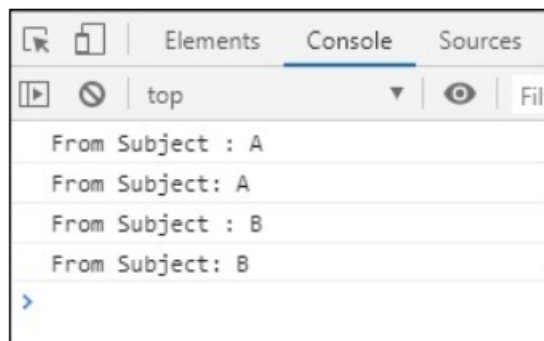 Elements Console Sources
top Fil
From Subject : A
From Subject: A
From Subject : B
From Subject: B